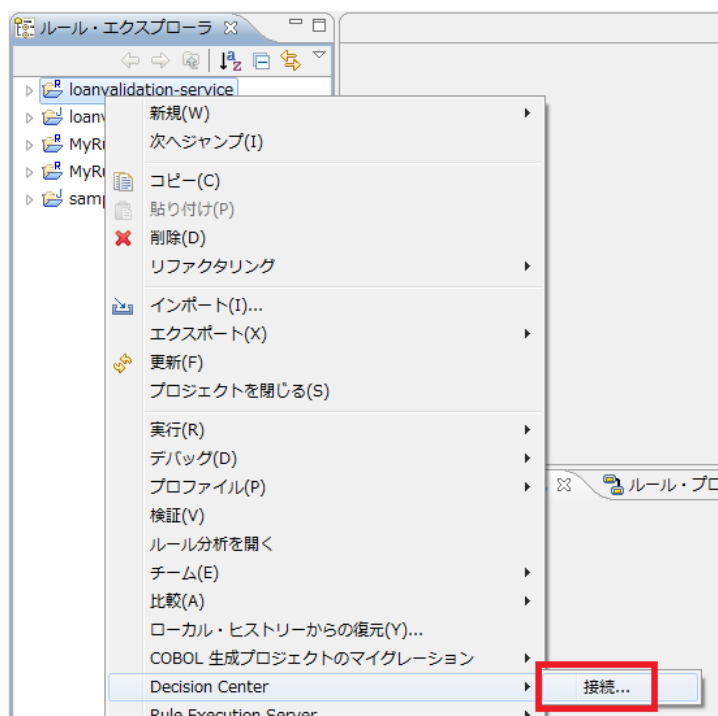 ルール・エクスプローラ
loanvalidation-service
loanv
MyRu
MyRu
samp
新規(W)
次へジャンプ(I)
コピー(C)
貼り付け(P)
削除(D)
リファクタリング
インポート(I)...
エクスポート(X)
更新(F)
プロジェクトを閉じる(S)
実行(R)
デバッグ(D)
プロファイル(P)
検証(V)
ルール分析を開く
チーム(E)
比較(A)
ローカル・ヒストリーからの復元(Y)...
COBOL 生成プロジェクトのマイグレーション
Decision Center
Rule Execution Server
接続...
ルール・プロ